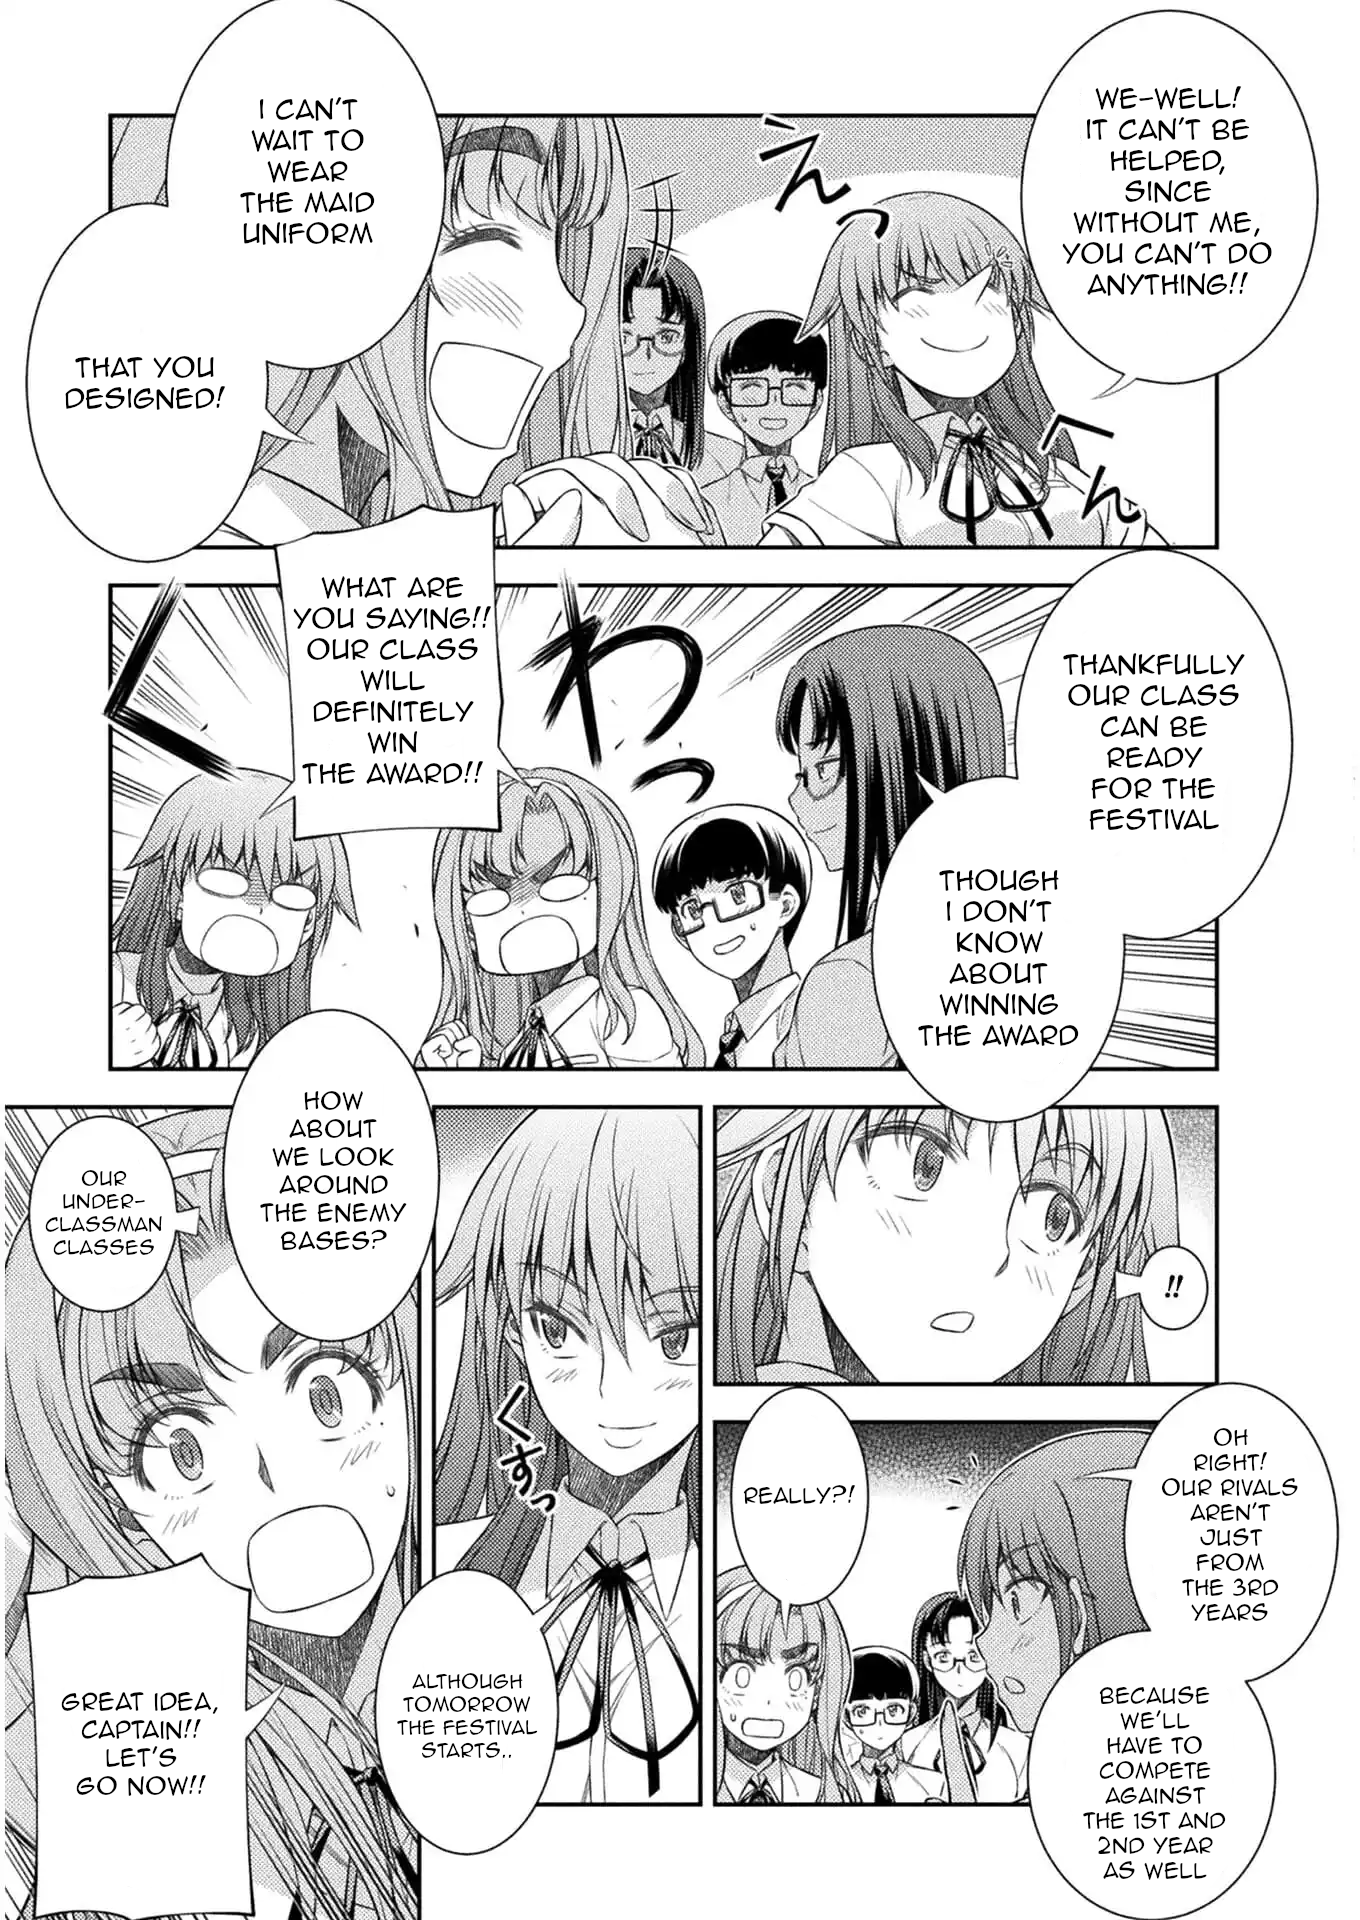 WE-WELL!
IT CAN'T BE
HELPED,
SINCE
WITHOUT ME,
YOU CAN'T DO
ANYTHING!!
えっ
へん
I CAN'T
WAIT TO
WEAR
THE MAID
UNIFORM
THAT YOU
DESIGNED!
THANKFULLY
OUR CLASS
CAN BE
READY
FOR THE
FESTIVAL
THOUGH
I DON'T
KNOW
ABOUT
WINNING
THE AWARD
わっ
WHAT ARE
YOU SAYING!!
OUR CLASS
WILL
DEFINITELY
WIN
THE AWARD!!
く
!!
OH
RIGHT!
OUR RIVALS
AREN'T
JUST
FROM
THE 3RD
YEARS
BECAUSE
WE'LL
HAVE TO
COMPETE
AGAINST
THE 1ST AND
2ND YEAR
AS WELL
REALLY?!
くすっ
ALTHOUGH
TOMORROW
THE FESTIVAL
STARTS..
HOW
ABOUT
WE LOOK
AROUND
THE ENEMY
BASES?
OUR
UNDER-
CLASSMAN
CLASSES
GREAT IDEA,
CAPTAIN!!
LET'S
GO NOW!!